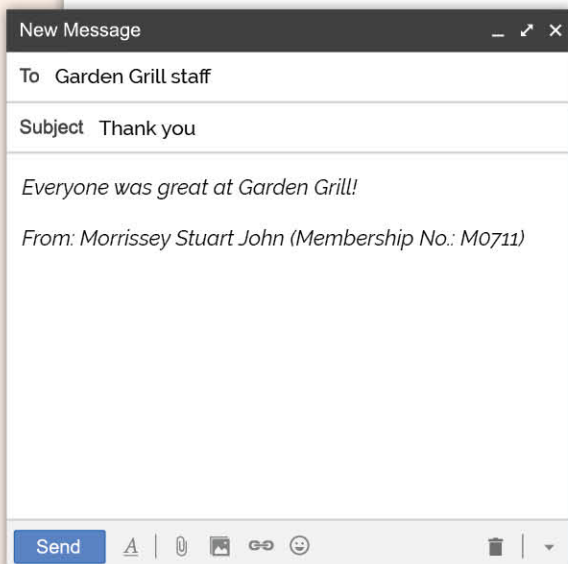 New Message
To Garden Grill staff
Subject Thank you
Everyone was great at Garden Grill!
From: Morrissey Stuart John (Membership No.: M0711)
Send A